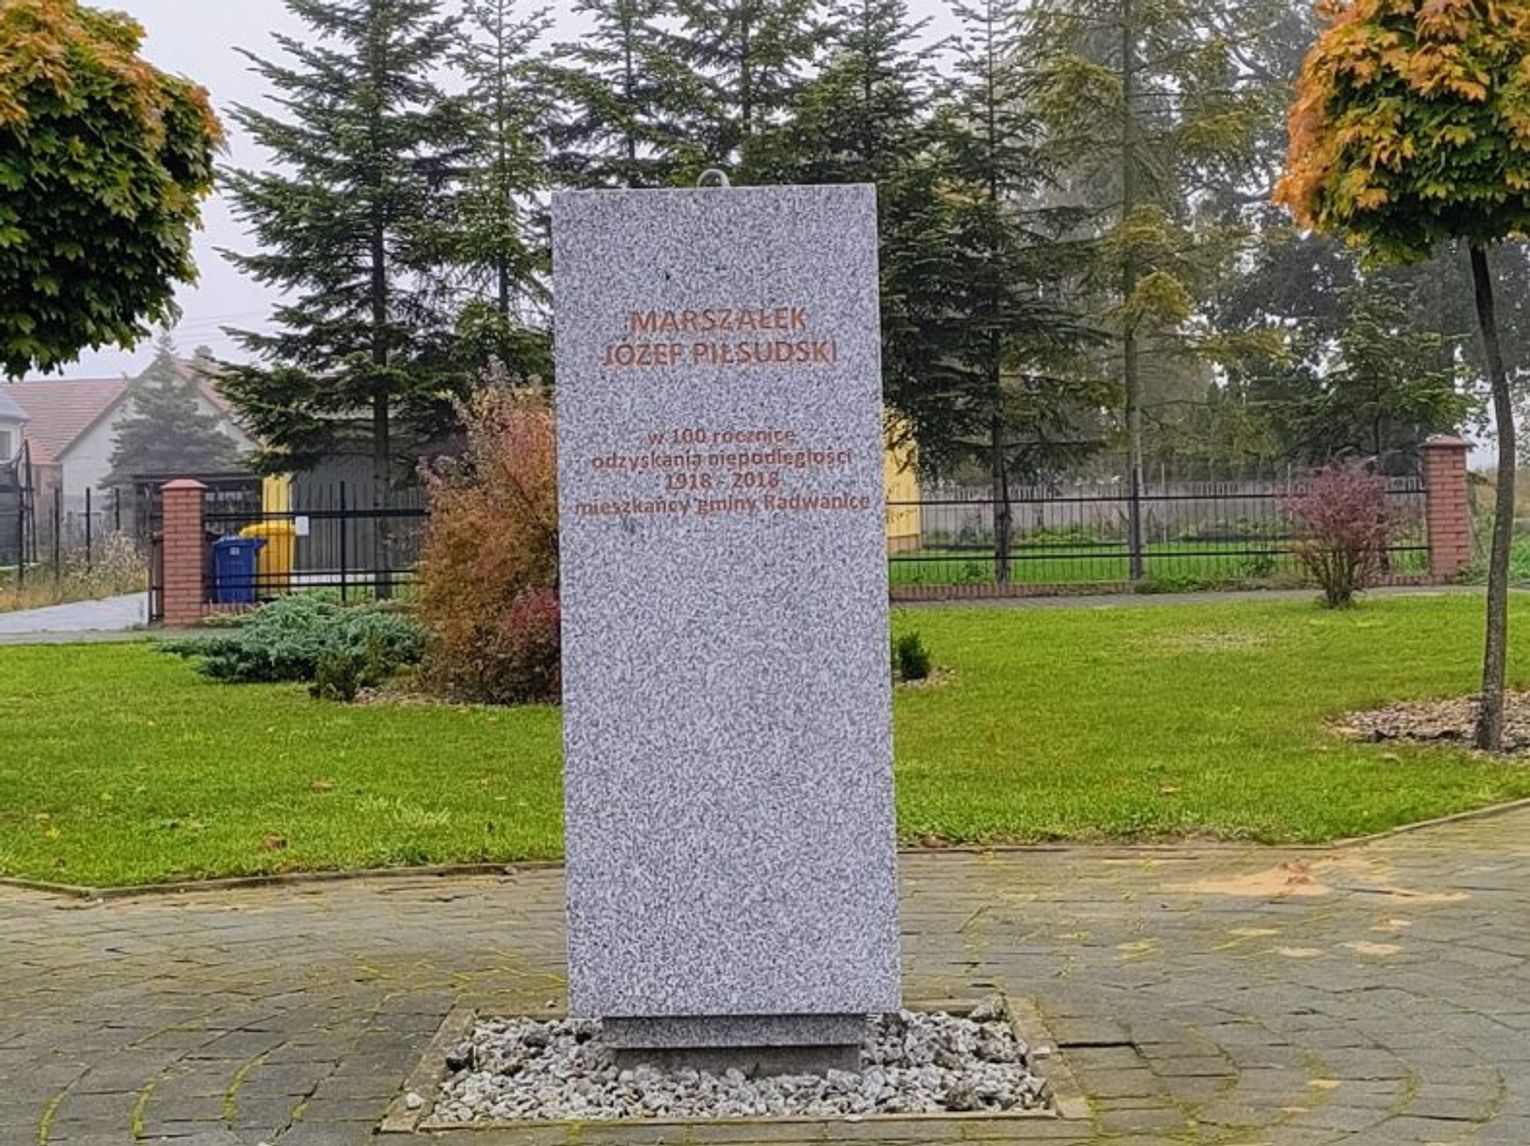 MARSZAŁEK
JÓZEF PIŁSUDSKI
w 100 rocznicę
odzyskania niepodległości
1918 - 2018
mieszkańcy gminy Radwanice